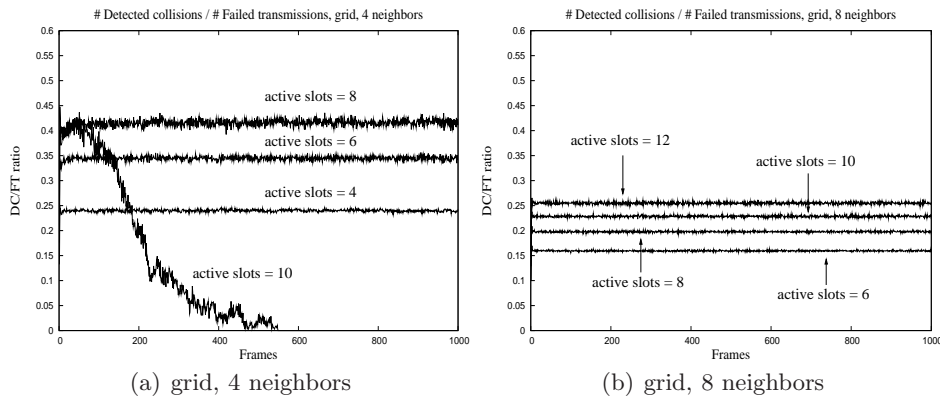 # Detected collisions / # Failed transmissions, grid, 4 neighbors
0.6
0.55
0.5
0.45
0.4
0.35
0.3
0.25
0.2
0.15
0.1
0.05
0
DC/FT ratio
active slots = 8
active slots = 6
active slots = 4
active slots = 10
0 200 400 600 800 1000
Frames
(a) grid, 4 neighbors
# Detected collisions / # Failed transmissions, grid, 8 neighbors
0.6
0.55
0.5
0.45
0.4
0.35
0.3
0.25
0.2
0.15
0.1
0.05
0
DC/FT ratio
active slots = 12
active slots = 10
active slots = 8
active slots = 6
0 200 400 600 800 1000
Frames
(b) grid, 8 neighbors